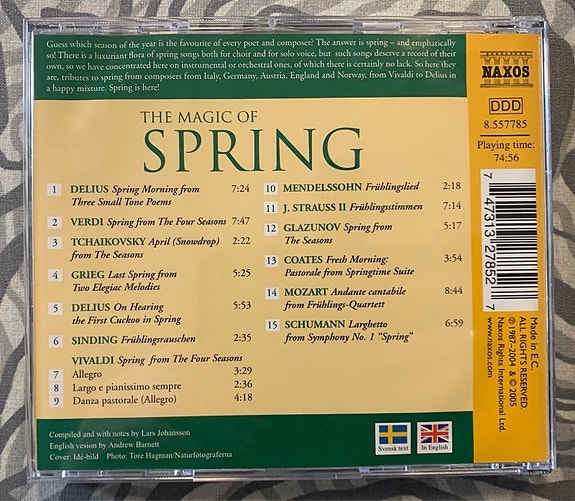 Guess which season of the year is the favourite of every poet and composer? The answer is spring – and emphatically
so! There is a luxuriant flora of spring songs both for choir and for solo voice, but such songs deserve a record of their
own, so we have concentrated here on instrumental or orchestral ones, of which there is certainly no lack. So here they
are, tributes to spring from composers from Italy, Germany, Austria, England and Norway, from Vivaldi to Delius in
a happy mixture. Spring is here!
NAXOS
DDD
8.557785
Playing time:
74:56
THE MAGIC OF
SPRING
1 DELIUS Spring Morning from 7:24
Three Small Tone Poems
2 VERDI Spring from The Four Seasons 7:47
3 TCHAIKOVSKY April (Snowdrop) 2:22
from The Seasons
4 GRIEG Last Spring from 5:25
Two Elegiac Melodies
5 DELIUS On Hearing 5:53
the First Cuckoo in Spring
6 SINDING Frühlingsrauschen 2:35
VIVALDI Spring from The Four Seasons
7 Allegro 3:29
8 Largo e pianissimo sempre 2:36
9 Danza pastorale (Allegro) 4:18
10 MENDELSSOHN Frühlingslied 2:18
11 J. STRAUSS II Frühlingsstimmen 7:14
12 GLAZUNOV Spring from 5:17
The Seasons
13 COATES Fresh Morning: 3:54
Pastorale from Springtime Suite
14 MOZART Andante cantabile 8:44
from Frühlings-Quartett
15 SCHUMANN Larghetto 6:59
from Symphony No. 1 "Spring"
7 47313 27852 7
Made in E.C.
ALL RIGHTS RESERVED.
℗ 1987–2004 & © 2005
Naxos Rights International Ltd.
www.naxos.com
Compiled and with notes by Lars Johansson
English vesion by Andrew Barnett
Cover: Idé-bild Photo: Tore Hagman/Naturfotograferna
Svensk text
In English